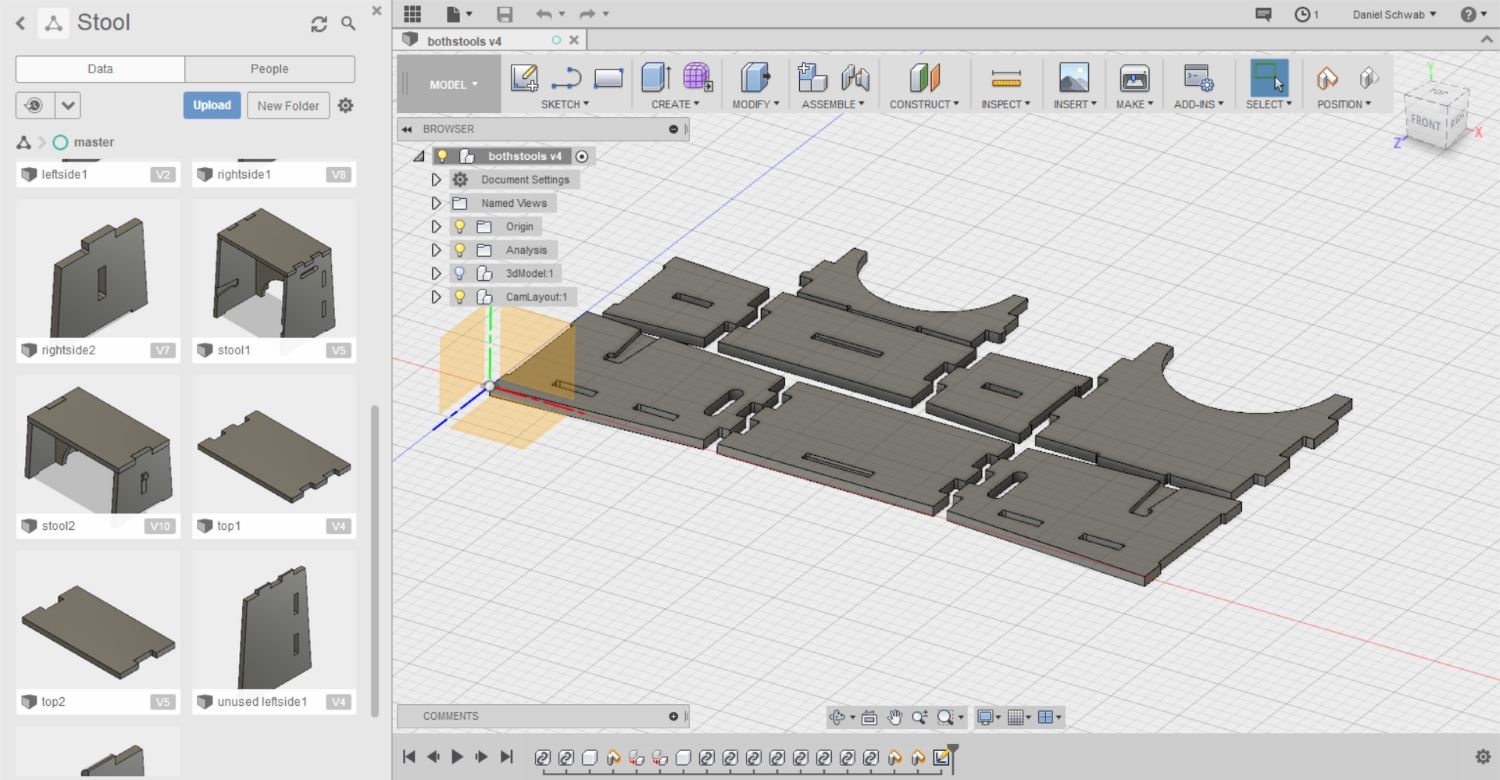 Stool
Data People
Upload New Folder
master
leftside1 V2 rightside1 V8
rightside2 V7 stool1 V5
stool2 V10 top1 V4
top2 V5 unused leftside1 V4
1 Daniel Schwab ?
bothstools v4
MODEL SKETCH CREATE MODIFY ASSEMBLE CONSTRUCT INSPECT INSERT MAKE ADD-INS SELECT POSITION
BROWSER
bothstools v4
Document Settings
Named Views
Origin
Analysis
3dModel:1
CamLayout:1
Y
TOP
FRONT RIGHT X
Z
COMMENTS